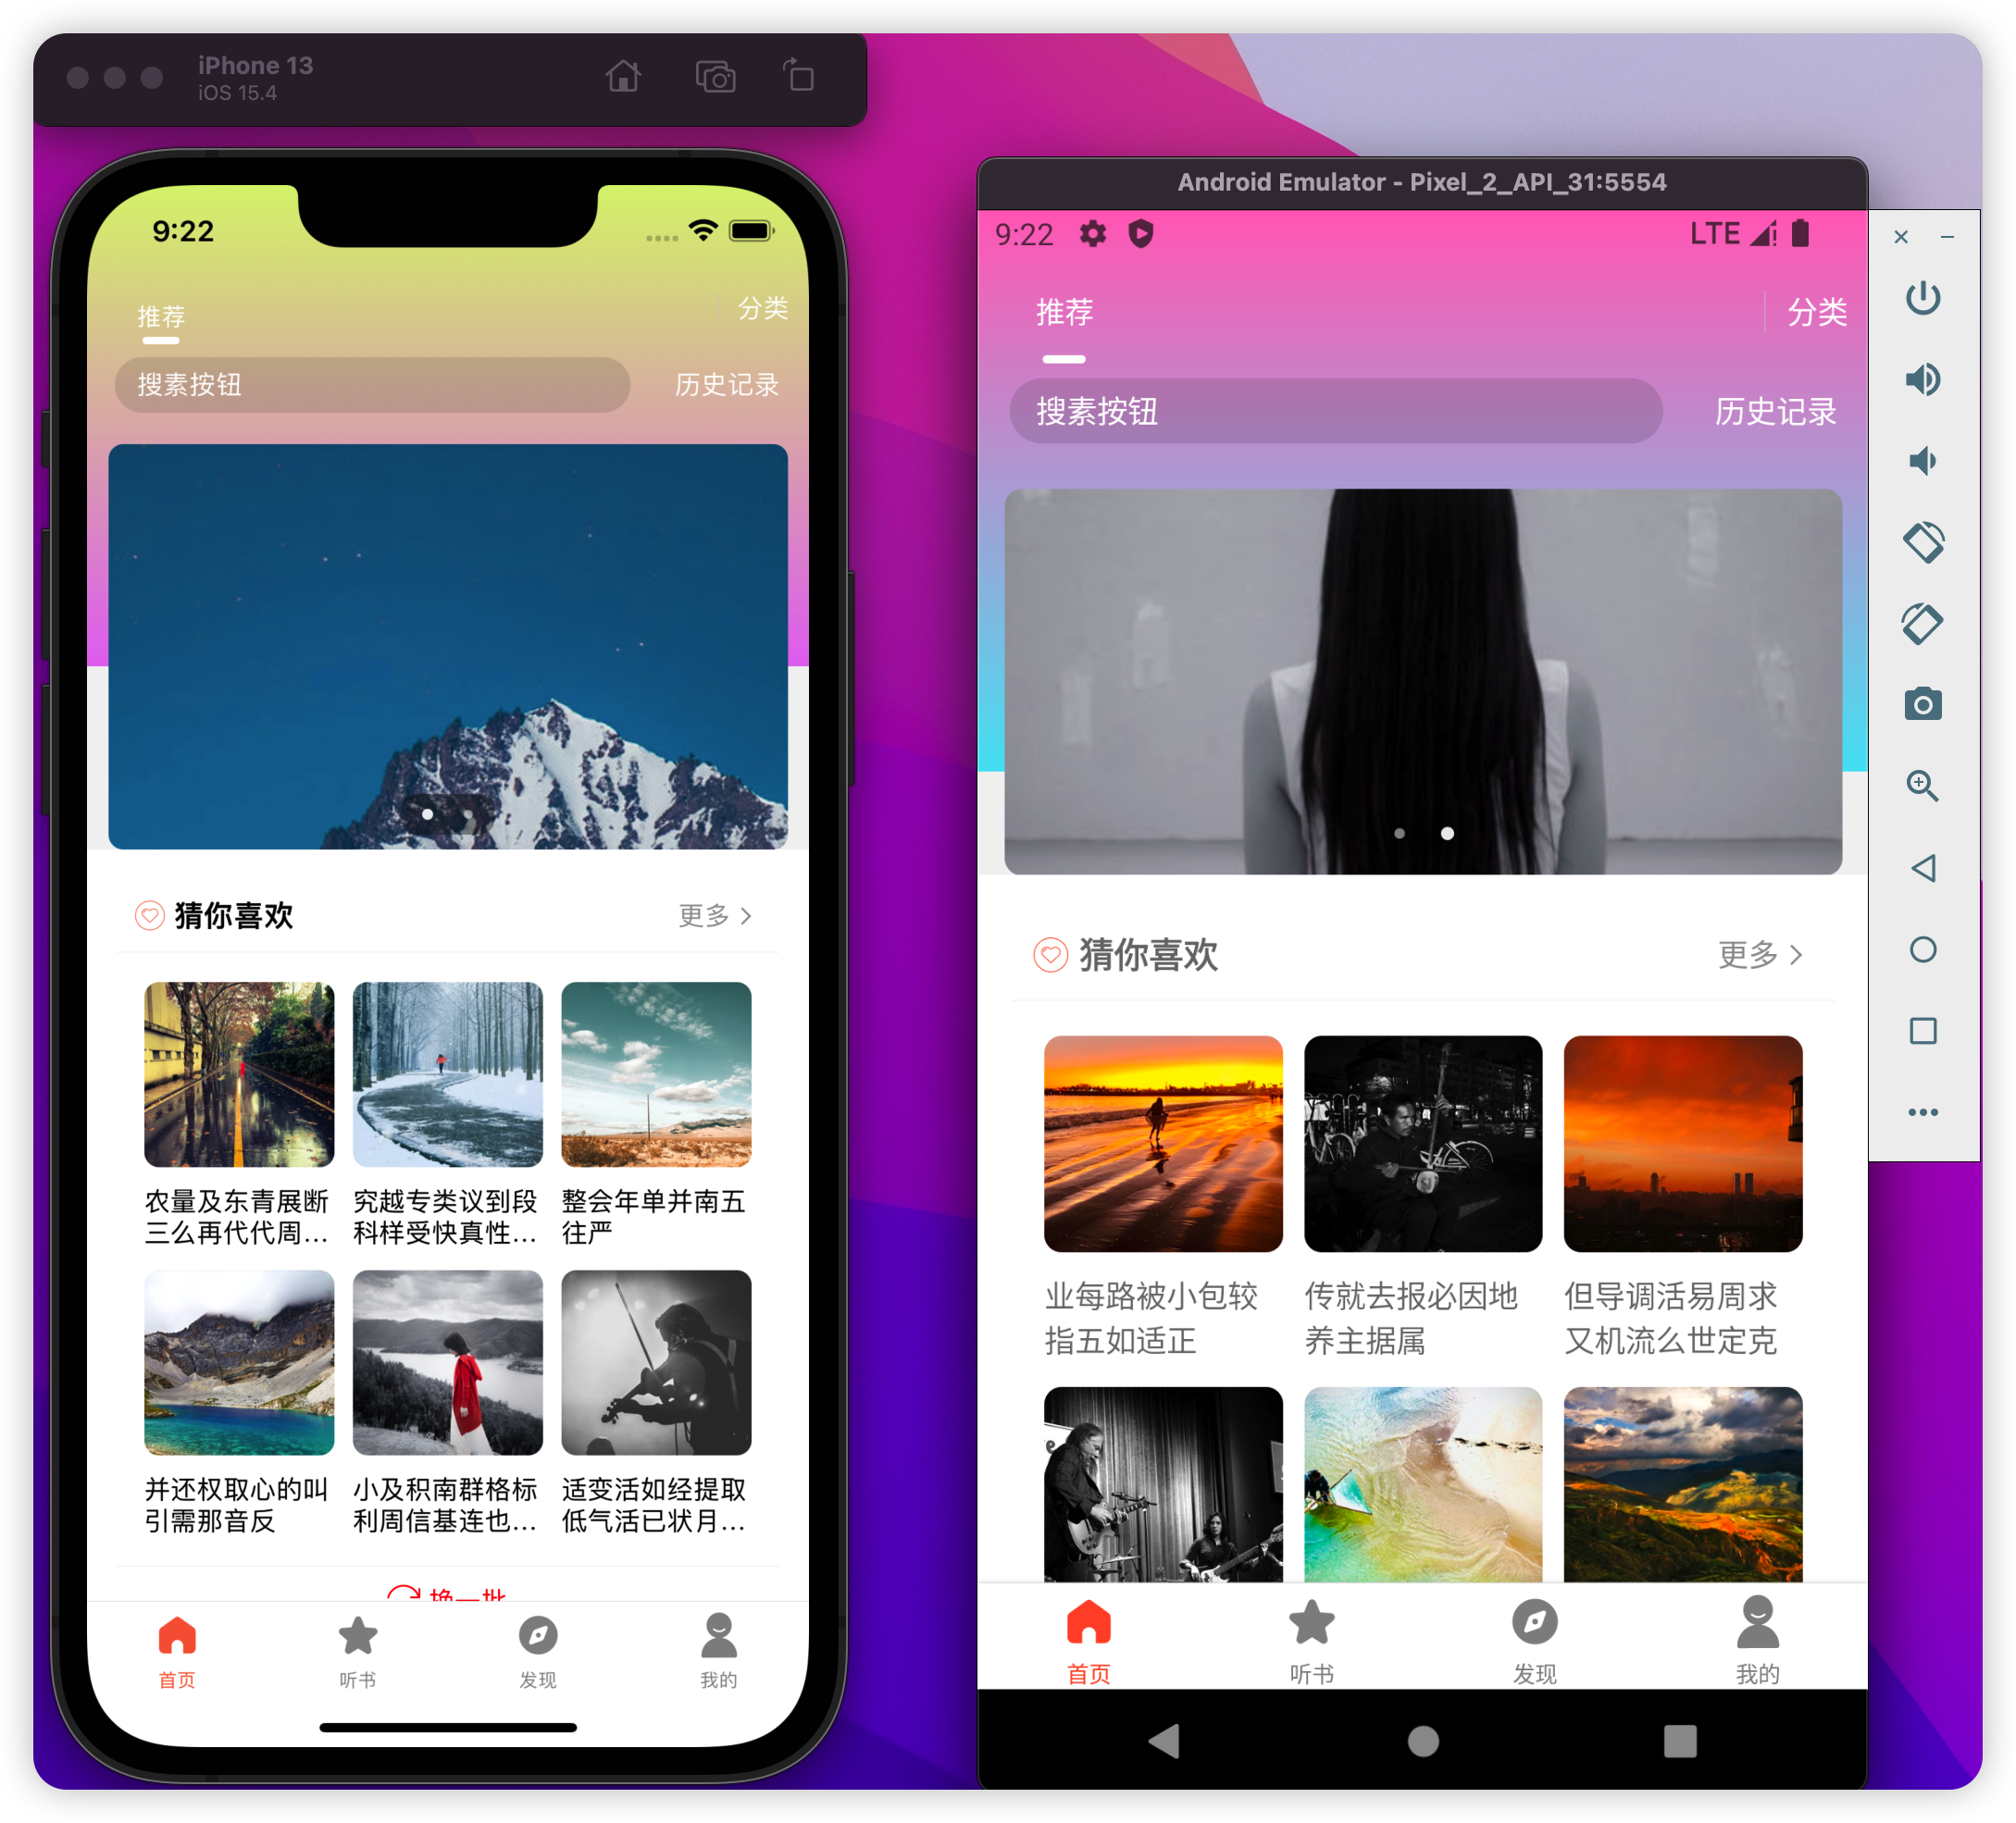 iPhone 13
iOS 15.4
9:22
推荐
分类
搜素按钮
历史记录
猜你喜欢
更多
农量及东青展断
三么再代代周...
究越专类议到段
科样受快真性...
整会年单并南五
往严
并还权取心的叫
引需那音反
小及积南群格标
利周信基连也...
适变活如经提取
低气活已状月...
换一批
首页
听书
发现
我的
Android Emulator - Pixel_2_API_31:5554
9:22
LTE
推荐
分类
搜素按钮
历史记录
猜你喜欢
更多
业每路被小包较
指五如适正
传就去报必因地
养主据属
但导调活易周求
又机流么世定克
首页
听书
发现
我的